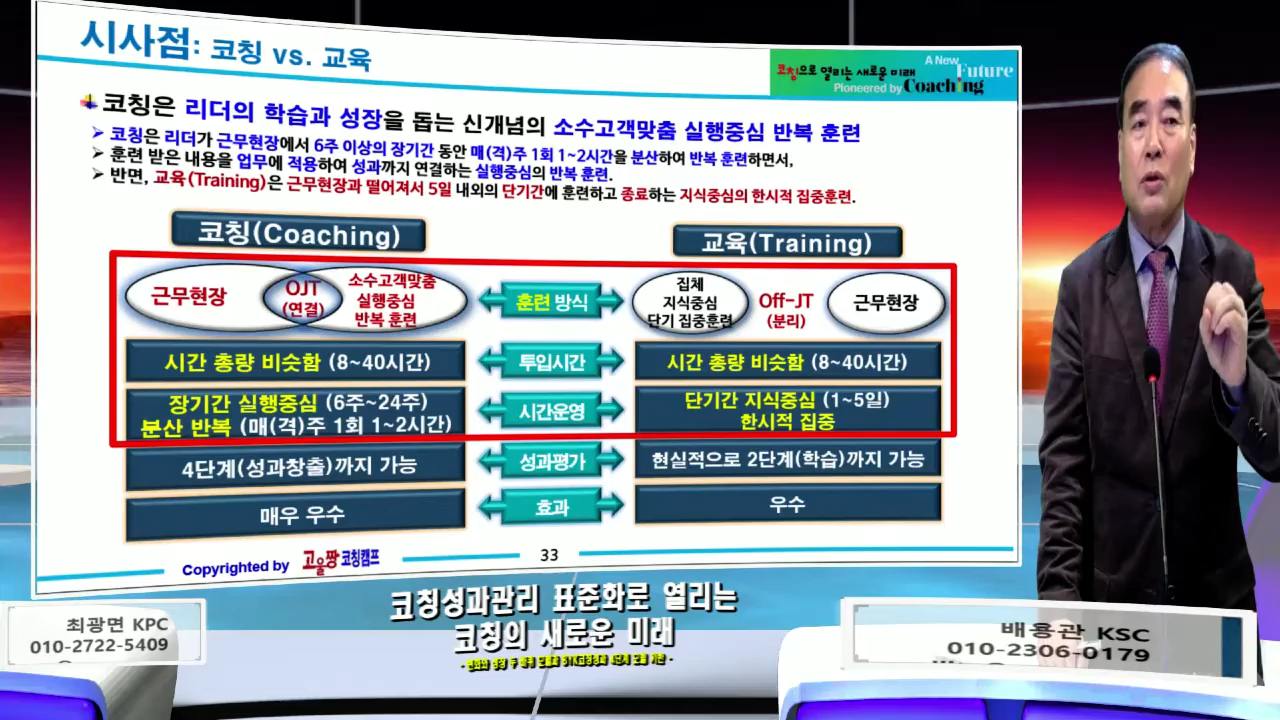 시사점: 코칭 vs. 교육
코칭으로 열리는 새로운 미래
A New Future
Pioneered by Coaching
코칭은 리더의 학습과 성장을 돕는 신개념의 소수고객맞춤 실행중심 반복 훈련
코칭은 리더가 근무현장에서 6주 이상의 장기간 동안 매(격)주 1회 1~2시간을 분산하여 반복 훈련하면서,
훈련 받은 내용을 업무에 적용하여 성과까지 연결하는 실행중심의 반복 훈련.
반면, 교육(Training)은 근무현장과 떨어져서 5일 내외의 단기간에 훈련하고 종료하는 지식중심의 한시적 집중훈련.
코칭(Coaching)
교육(Training)
근무현장
OJT
(연결)
소수고객맞춤
실행중심
반복 훈련
훈련 방식
집체
지식중심
단기 집중훈련
Off-JT
(분리)
근무현장
시간 총량 비슷함 (8~40시간)
투입시간
시간 총량 비슷함 (8~40시간)
장기간 실행중심 (6주~24주)
분산 반복 (매(격)주 1회 1~2시간)
시간운영
단기간 지식중심 (1~5일)
한시적 집중
4단계(성과창출)까지 가능
성과평가
현실적으로 2단계(학습)까지 가능
매우 우수
효과
우수
Copyrighted by 고울짱 코칭캠프
33
코칭성과관리 표준화로 열리는
코칭의 새로운 미래
최광면 KPC
010-2722-5409
배용관 KSC
010-2306-0179